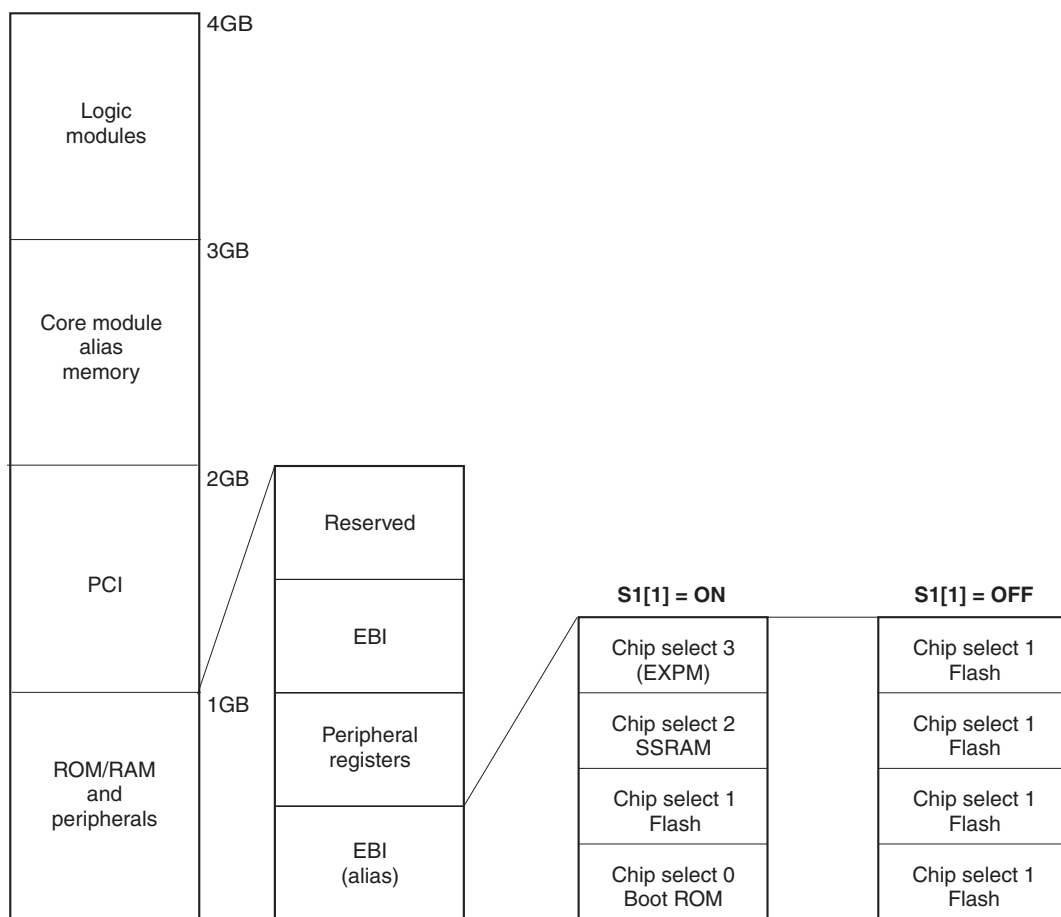 4GB
Logic
modules
3GB
Core module
alias
memory
2GB
PCI
1GB
ROM/RAM
and
peripherals
Reserved
EBI
Peripheral
registers
EBI
(alias)
S1[1] = ON
Chip select 3
(EXPM)
Chip select 2
SSRAM
Chip select 1
Flash
Chip select 0
Boot ROM
S1[1] = OFF
Chip select 1
Flash
Chip select 1
Flash
Chip select 1
Flash
Chip select 1
Flash